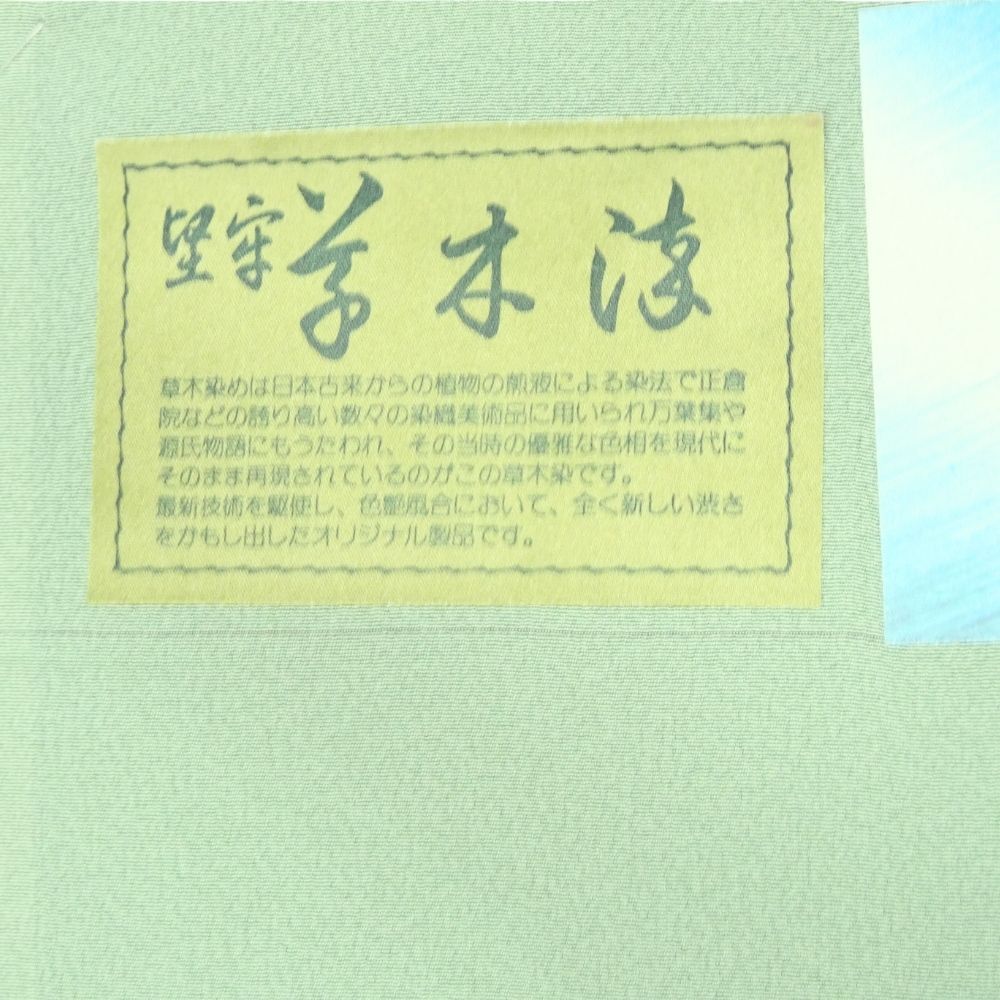 堅牢 草木染
草木染めは日本古来からの植物の煎液による染法で正倉
院などの誇り高い数々の染織美術品に用いられ万葉集や
源氏物語にもうたわれ、その当時の優雅な色相を現代に
そのまま再現されているのがこの草木染です。
最新技術を駆使し、色艶風合において、全く新しい渋さ
をかもし出したオリジナル製品です。